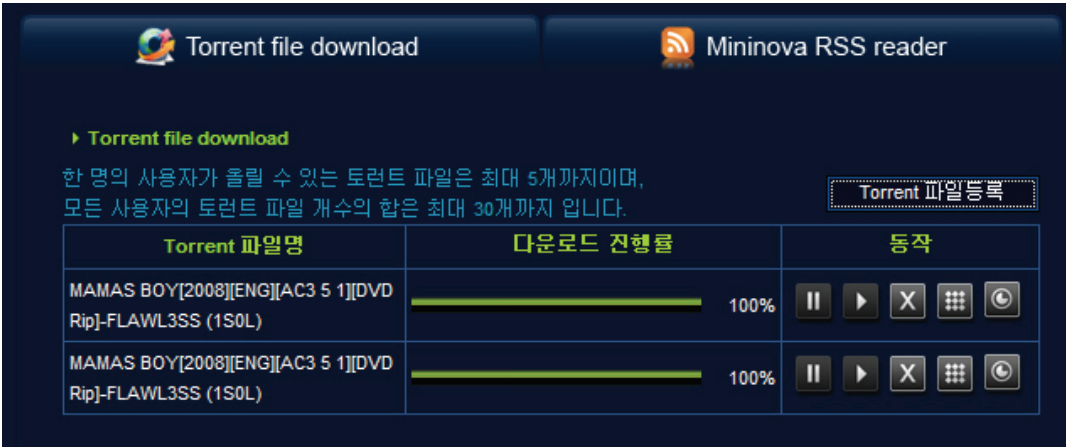 Torrent file download
Mininova RSS reader
Torrent file download
한 명의 사용자가 올릴 수 있는 토런트 파일은 최대 5개까지이며,
모든 사용자의 토런트 파일 개수의 합은 최대 30개까지 입니다.
Torrent 파일등록
Torrent 파일명
다운로드 진행률
동작
MAMAS BOY[2008][ENG][AC3 5 1][DVD
Rip]-FLAWL3SS (1S0L)
100%
X
MAMAS BOY[2008][ENG][AC3 5 1][DVD
Rip]-FLAWL3SS (1S0L)
100%
X